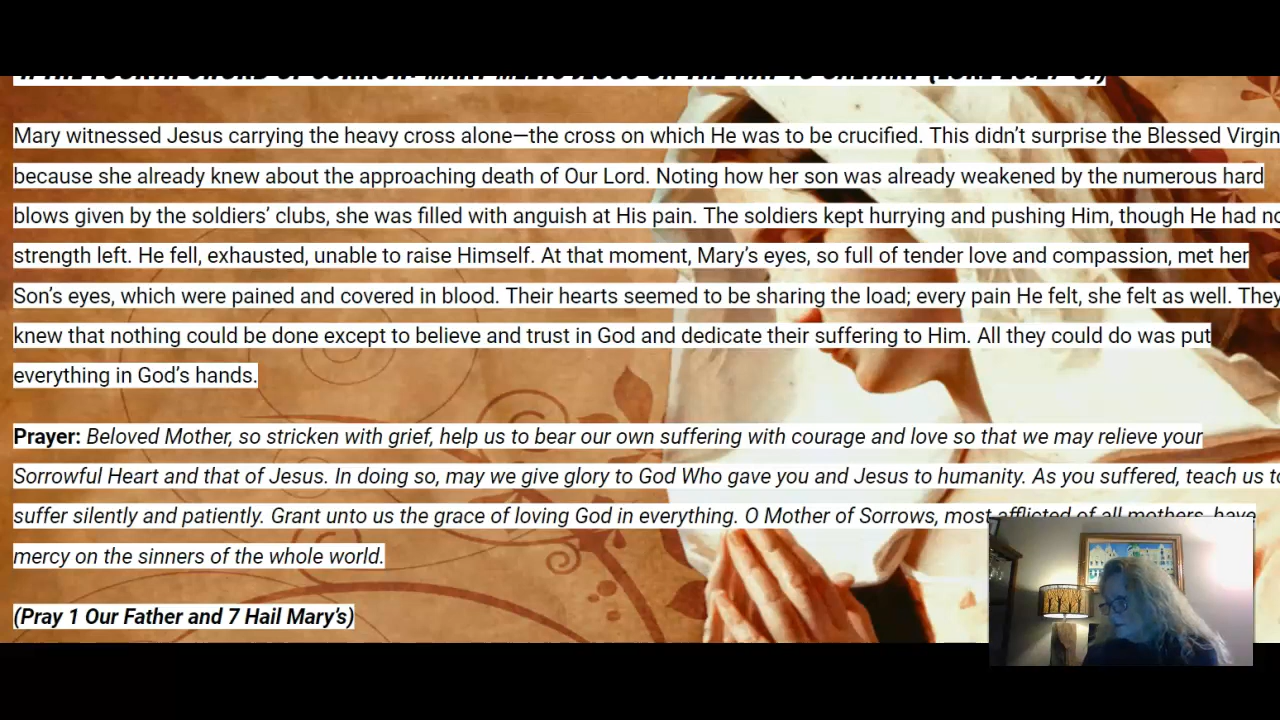 Mary witnessed Jesus carrying the heavy cross alone—the cross on which He was to be crucified. This didn't surprise the Blessed Virgin
because she already knew about the approaching death of Our Lord. Noting how her son was already weakened by the numerous hard
blows given by the soldiers' clubs, she was filled with anguish at His pain. The soldiers kept hurrying and pushing Him, though He had no
strength left. He fell, exhausted, unable to raise Himself. At that moment, Mary's eyes, so full of tender love and compassion, met her
Son's eyes, which were pained and covered in blood. Their hearts seemed to be sharing the load; every pain He felt, she felt as well. They
knew that nothing could be done except to believe and trust in God and dedicate their suffering to Him. All they could do was put
everything in God's hands.
Prayer: Beloved Mother, so stricken with grief, help us to bear our own suffering with courage and love so that we may relieve your
Sorrowful Heart and that of Jesus. In doing so, may we give glory to God Who gave you and Jesus to humanity. As you suffered, teach us to
suffer silently and patiently. Grant unto us the grace of loving God in everything. O Mother of Sorrows, most afflicted of all mothers, have
mercy on the sinners of the whole world.
(Pray 1 Our Father and 7 Hail Mary's)